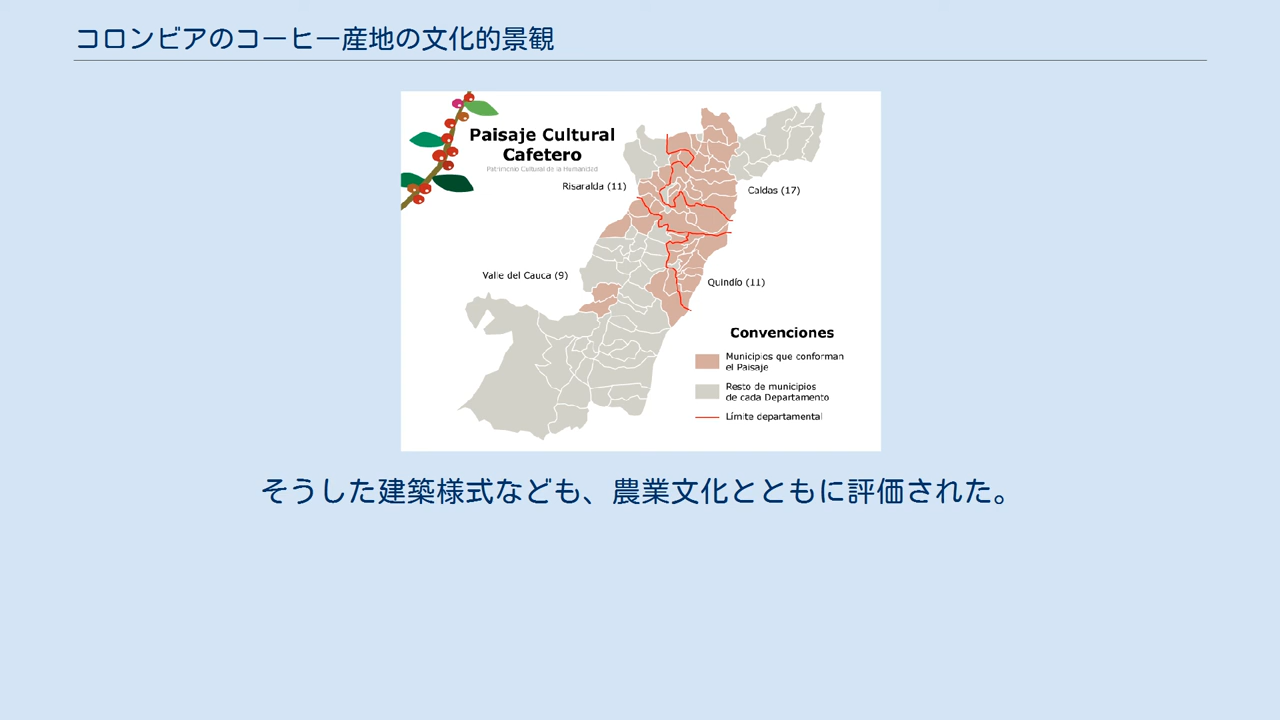 コロンビアのコーヒー産地の文化的景観
Paisaje Cultural
Cafetero
Patrimonio Cultural de la Humanidad
Risaralda (11)
Caldas (17)
Valle del Cauca (9)
Quindío (11)
Convenciones
Municipios que conforman
el Paisaje
Resto de municipios
de cada Departamento
Límite departamental
そうした建築様式なども、農業文化とともに評価された。